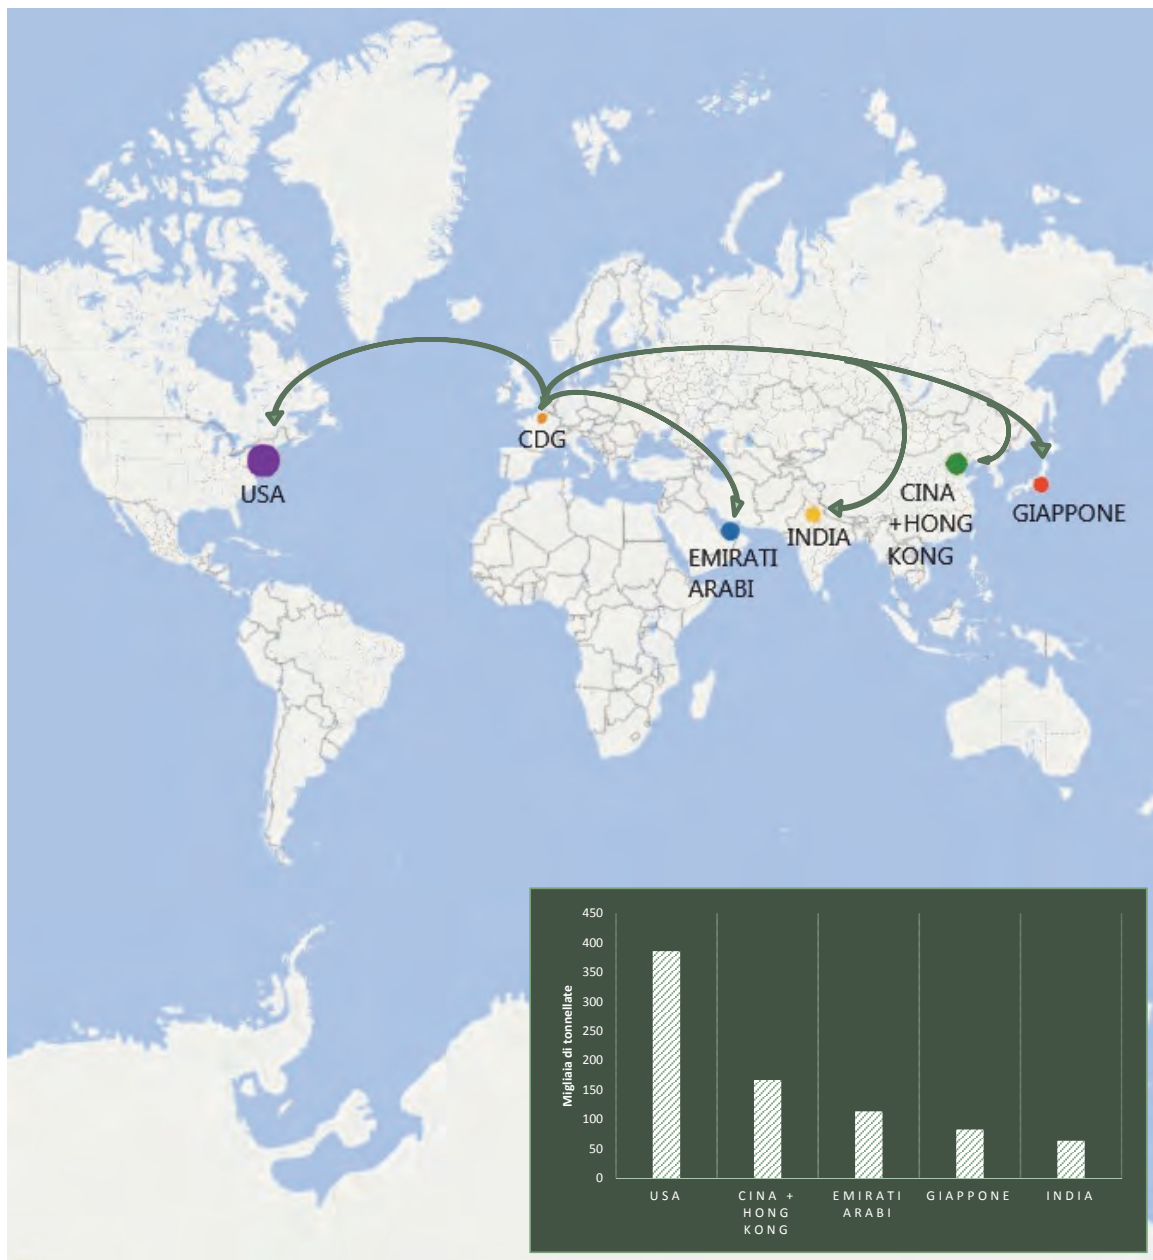 CDG
USA
CINA
+HONG
KONG
GIAPPONE
INDIA
EMIRATI
ARABI
Migliaia di tonnellate
450
400
350
300
250
200
150
100
50
0
USA
CINA +
HONG
KONG
EMIRATI
ARABI
GIAPPONE
INDIA